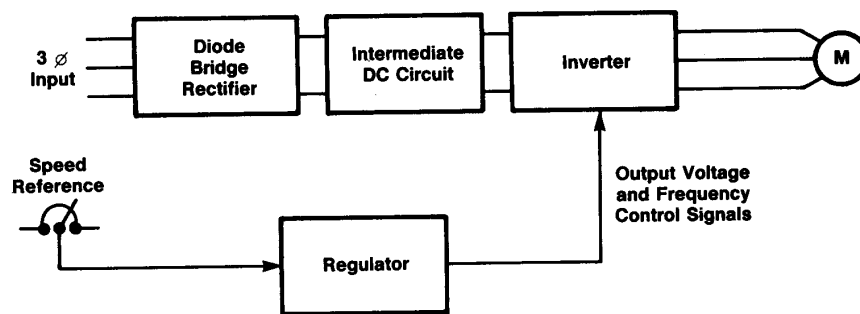 3 ø
Input
Diode
Bridge
Rectifier
Intermediate
DC Circuit
Inverter
M
Speed
Reference
Output Voltage
and Frequency
Control Signals
Regulator